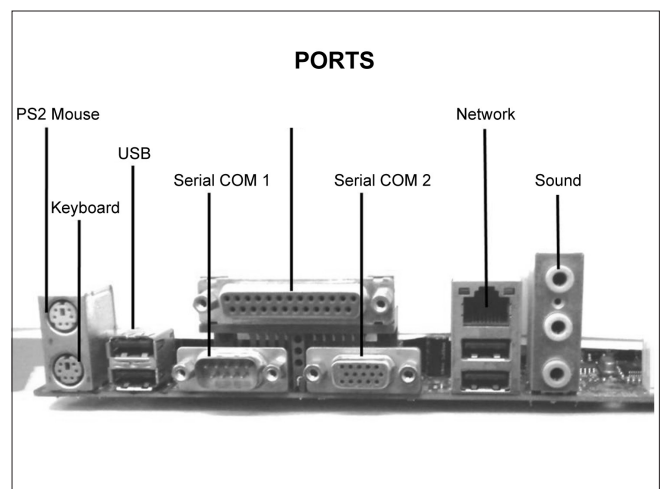 PORTS
PS2 Mouse
Network
USB
Serial COM 1
Serial COM 2
Sound
Keyboard